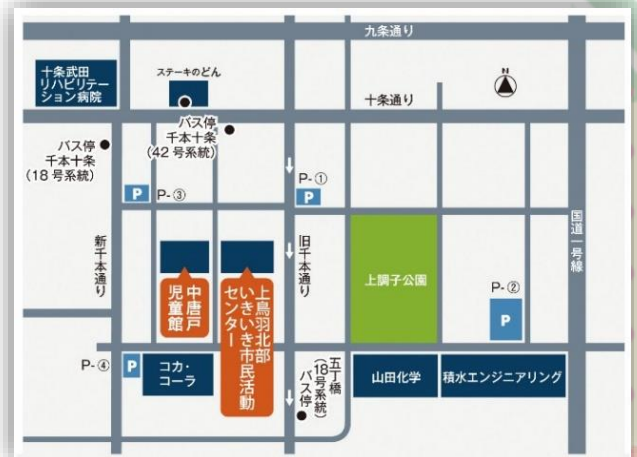 九条通り
十条武田
リハビリテー
ション病院
ステーキのどん
十条通り
N
バス停
千本十条
(18号系統)
バス停
千本十条
(42号系統)
P P-③
P-①
P
新千本通り
旧千本通り
国道一号線
上調子公園
P-②
P
中唐戸
児童館
上鳥羽北部
いきいき市民活動
センター
P-④ P
コカ・
コーラ
五丁橋
(18号系統)
バス停
山田化学
積水エンジニアリング